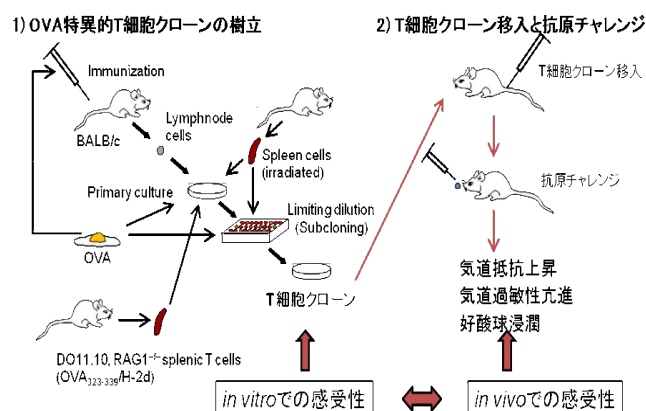 1) OVA特異的T細胞クローンの樹立
2) T細胞クローン移入と抗原チャレンジ
Immunization
BALB/c
Lymphnode
cells
Spleen cells
(irradiated)
Primary culture
Limiting dilution
(Subcloning)
OVA
T細胞クローン
DO11.10, RAG1-/- splenic T cells
(OVA323-339/H-2d)
T細胞クローン移入
抗原チャレンジ
気道抵抗上昇
気道過敏性亢進
好酸球浸潤
in vitroでの感受性
in vivoでの感受性